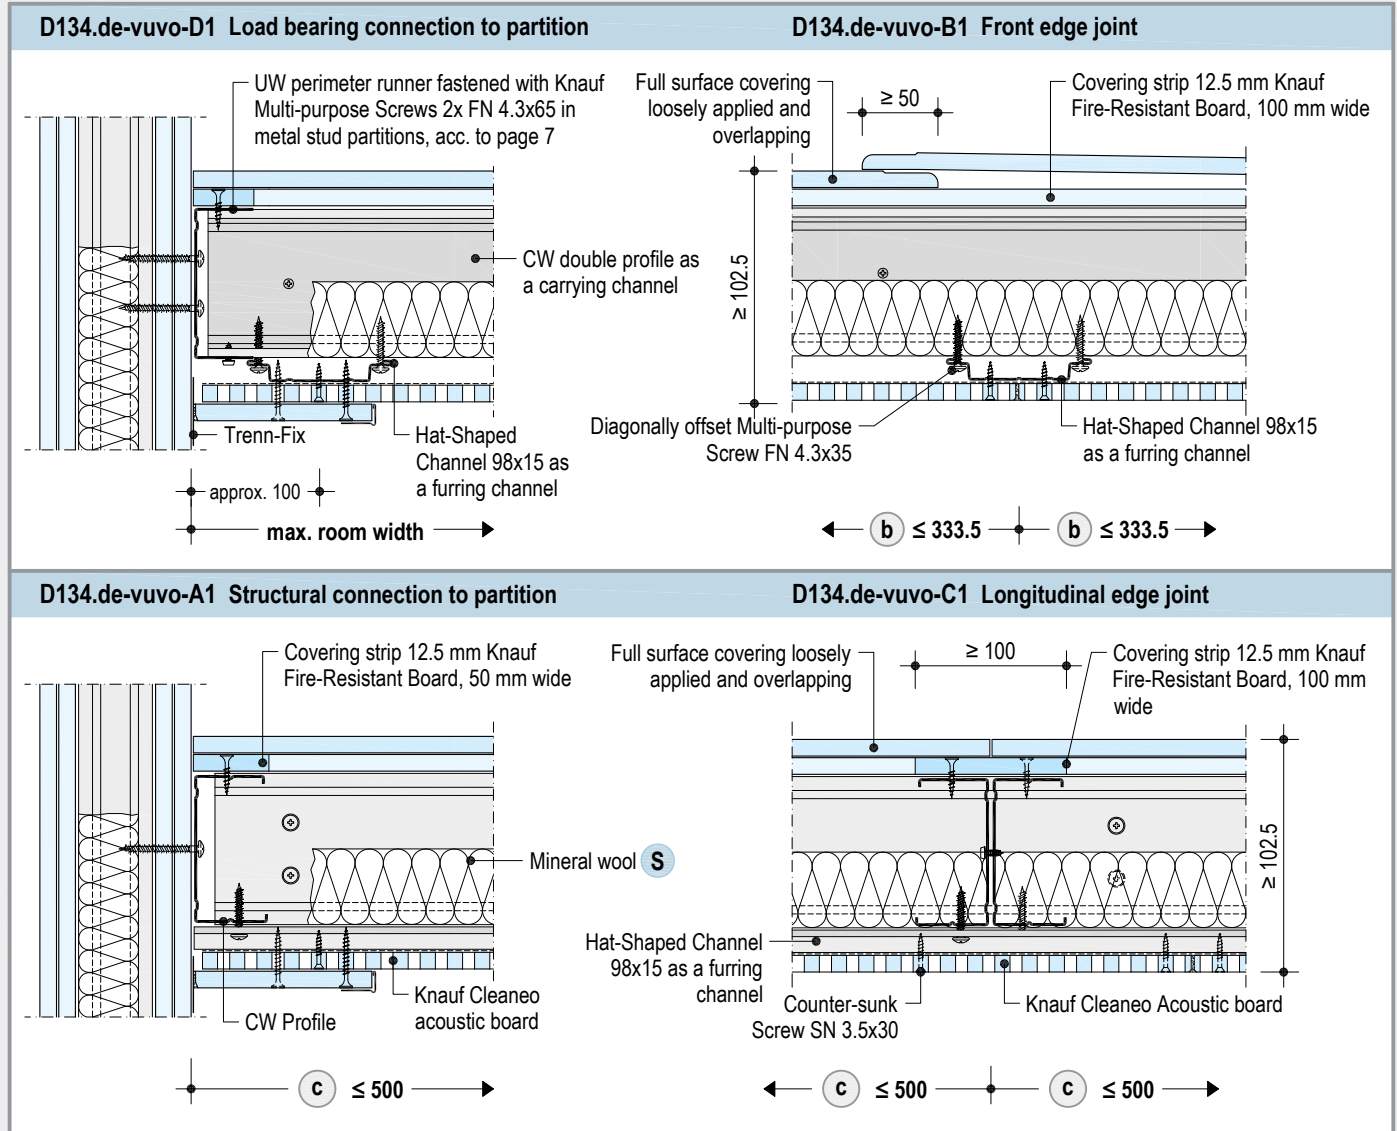 D134.de-vuvo-D1 Load bearing connection to partition
UW perimeter runner fastened with Knauf
Multi-purpose Screws 2x FN 4.3x65 in
metal stud partitions, acc. to page 7
CW double profile as
a carrying channel
Trenn-Fix
Hat-Shaped
Channel 98x15 as
a furring channel
approx. 100
max. room width
D134.de-vuvo-B1 Front edge joint
Full surface covering
loosely applied and
overlapping
≥ 50
Covering strip 12.5 mm Knauf
Fire-Resistant Board, 100 mm wide
≥ 102.5
Diagonally offset Multi-purpose
Screw FN 4.3x35
Hat-Shaped Channel 98x15
as a furring channel
b ≤ 333.5
b ≤ 333.5
D134.de-vuvo-A1 Structural connection to partition
Covering strip 12.5 mm Knauf
Fire-Resistant Board, 50 mm wide
Mineral wool S
Knauf Cleaneo
acoustic board
CW Profile
c ≤ 500
D134.de-vuvo-C1 Longitudinal edge joint
Full surface covering loosely
applied and overlapping
≥ 100
Covering strip 12.5 mm Knauf
Fire-Resistant Board, 100 mm
wide
≥ 102.5
Hat-Shaped Channel
98x15 as a furring
channel
Counter-sunk
Screw SN 3.5x30
Knauf Cleaneo Acoustic board
c ≤ 500
c ≤ 500